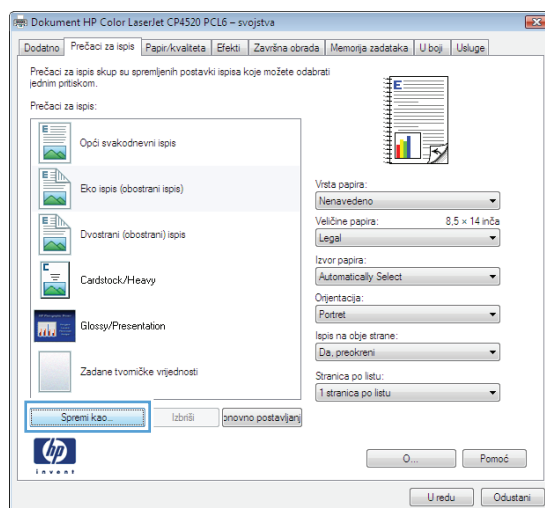 Dokument HP Color LaserJet CP4520 PCL6 – svojstva
Dodatno Prečaci za ispis Papir/kvaliteta Efekti Završna obrada Memorija zadataka U boji Usluge
Prečaci za ispis skup su spremljenih postavki ispisa koje možete odabrati
jednim pritiskom.
Prečaci za ispis:
Opći svakodnevni ispis
Eko ispis (obostrani ispis)
Dvostrani (obostrani) ispis
Cardstock/Heavy
Glossy/Presentation
Zadane tvorničke vrijednosti
Spremi kao... Izbriši onovno postavljanj
Vrsta papira:
Nenavedeno
Veličine papira: 8,5 × 14 inča
Legal
Izvor papira:
Automatically Select
Orijentacija:
Portret
Ispis na obje strane:
Da, preokreni
Stranica po listu:
1 stranica po listu
hp
invent
O... Pomoć
U redu Odustani